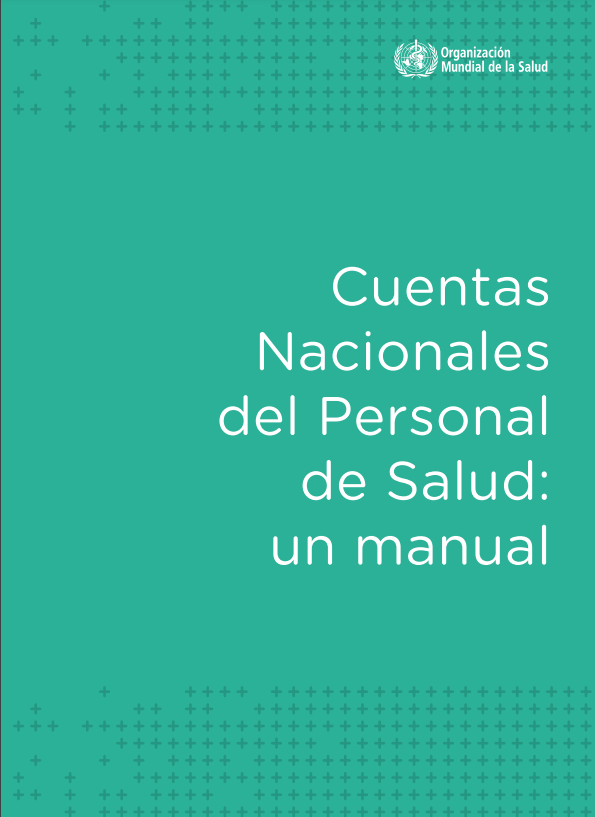 Organización
Mundial de la Salud
Cuentas
Nacionales
del Personal
de Salud:
un manual